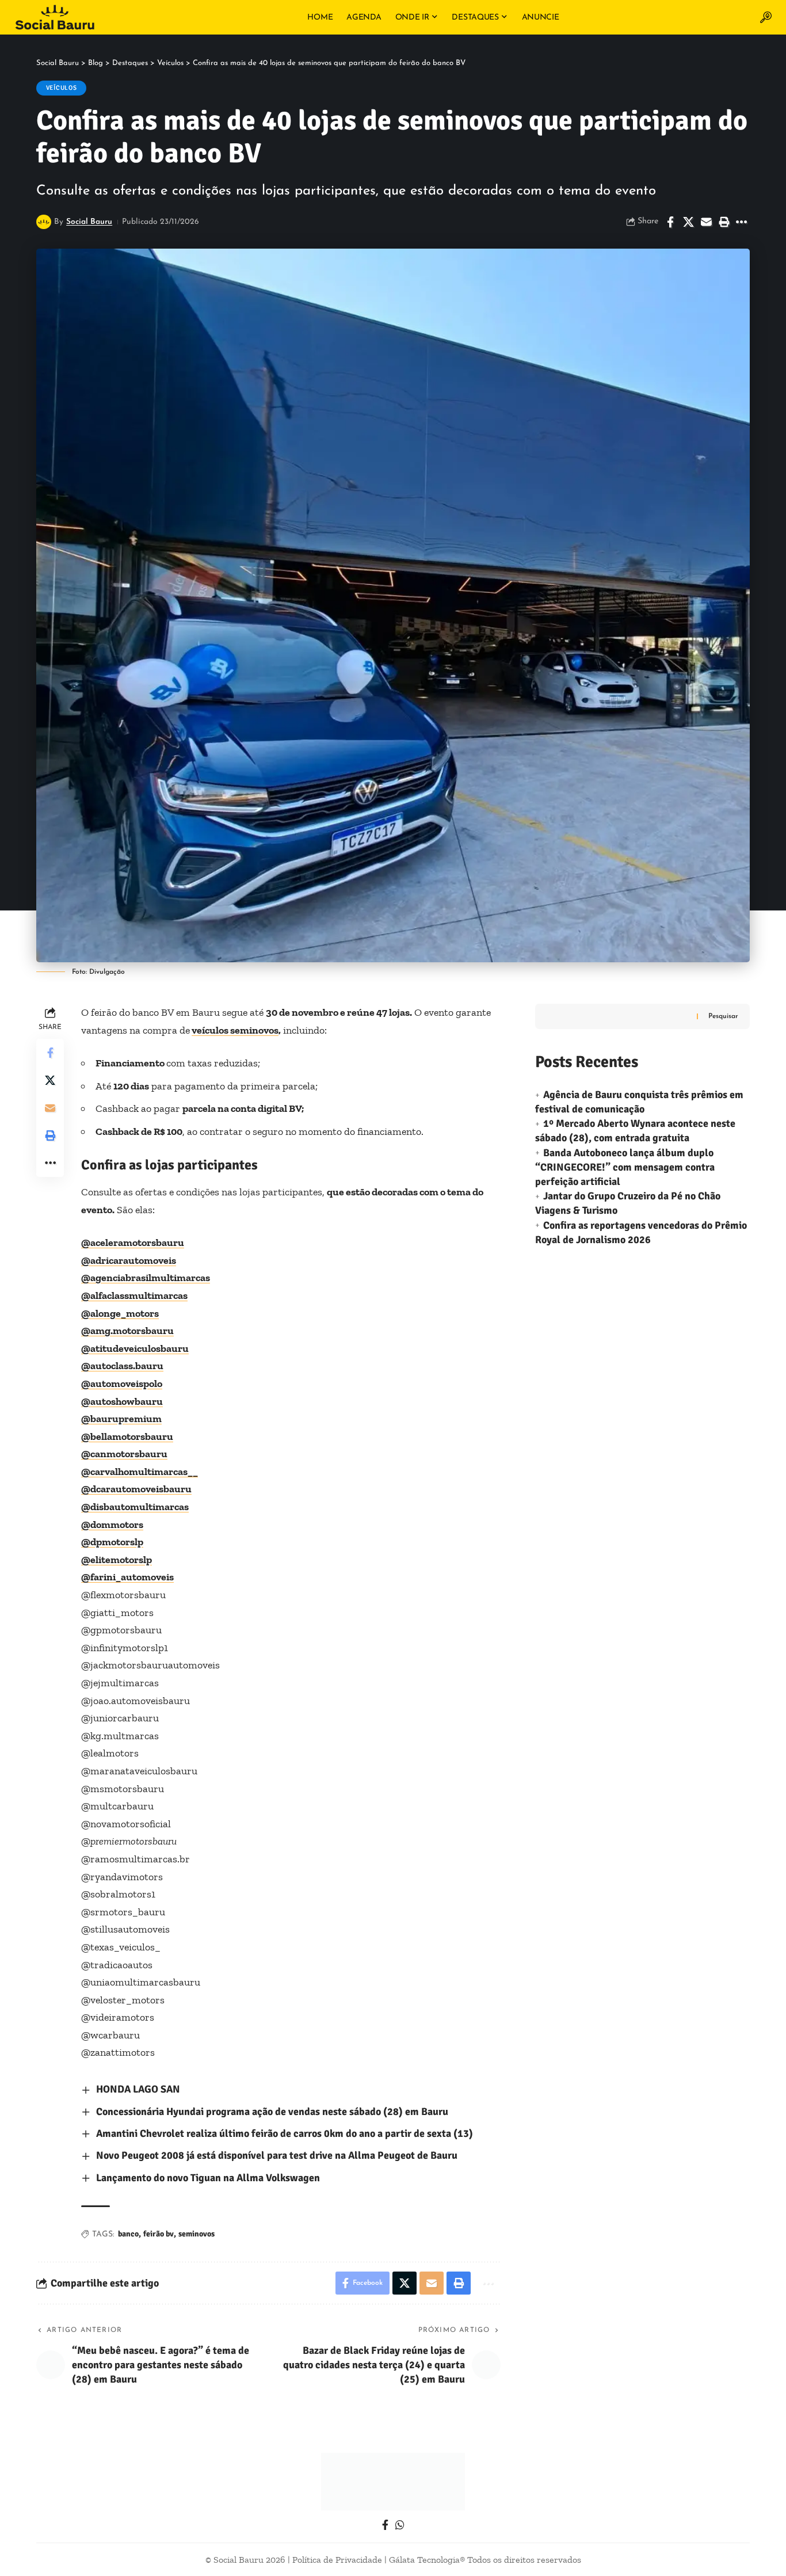 Social Bauru
HOME
AGENDA
ONDE IR
DESTAQUES
ANUNCIE
Social Bauru > Blog > Destaques > Veículos > Confira as mais de 40 lojas de seminovos que participam do feirão do banco BV
VEÍCULOS
Confira as mais de 40 lojas de seminovos que participam do
feirão do banco BV
Consulte as ofertas e condições nas lojas participantes, que estão decoradas com o tema do evento
By Social Bauru
Publicado 23/11/2026
Share
BV
TCZ7C17
Foto: Divulgação
SHARE
O feirão do banco BV em Bauru segue até 30 de novembro e reúne 47 lojas. O evento garante
vantagens na compra de veículos seminovos, incluindo:
Financiamento com taxas reduzidas;
Até 120 dias para pagamento da primeira parcela;
Cashback ao pagar parcela na conta digital BV;
Cashback de R$ 100, ao contratar o seguro no momento do financiamento.
Confira as lojas participantes
Consulte as ofertas e condições nas lojas participantes, que estão decoradas com o tema do
evento. São elas:
@aceleramotorsbauru
@adricarautomoveis
@agenciabrasilmultimarcas
@alfaclassmultimarcas
@alonge_motors
@amg.motorsbauru
@atitudeveiculosbauru
@autoclass.bauru
@automoveispolo
@autoshowbauru
@baurupremium
@bellamotorsbauru
@canmotorsbauru
@carvalhomultimarcas__
@dcarautomoveisbauru
@disbautomultimarcas
@dommotors
@dpmotorslp
@elitemotorslp
@farini_automoveis
@flexmotorsbauru
@giatti_motors
@gpmotorsbauru
@infinitymotorslp1
@jackmotorsbauruautomoveis
@jejmultimarcas
@joao.automoveisbauru
@juniorcarbauru
@kg.multmarcas
@lealmotors
@maranataveiculosbauru
@msmotorsbauru
@multcarbauru
@novamotorsoficial
@premiermotorsbauru
@ramosmultimarcas.br
@ryandavimotors
@sobralmotors1
@srmotors_bauru
@stillusautomoveis
@texas_veiculos_
@tradicaoautos
@uniaomultimarcasbauru
@veloster_motors
@videiramotors
@wcarbauru
@zanattimotors
HONDA LAGO SAN
Concessionária Hyundai programa ação de vendas neste sábado (28) em Bauru
Amantini Chevrolet realiza último feirão de carros 0km do ano a partir de sexta (13)
Novo Peugeot 2008 já está disponível para test drive na Allma Peugeot de Bauru
Lançamento do novo Tiguan na Allma Volkswagen
TAGS: banco, feirão bv, seminovos
Compartilhe este artigo
Facebook
ARTIGO ANTERIOR
“Meu bebê nasceu. E agora?” é tema de
encontro para gestantes neste sábado
(28) em Bauru
PRÓXIMO ARTIGO
Bazar de Black Friday reúne lojas de
quatro cidades nesta terça (24) e quarta
(25) em Bauru
Pesquisar
Posts Recentes
Agência de Bauru conquista três prêmios em
festival de comunicação
1º Mercado Aberto Wynara acontece neste
sábado (28), com entrada gratuita
Banda Autoboneco lança álbum duplo
“CRINGECORE!” com mensagem contra
perfeição artificial
Jantar do Grupo Cruzeiro da Pé no Chão
Viagens & Turismo
Confira as reportagens vencedoras do Prêmio
Royal de Jornalismo 2026
© Social Bauru 2026 | Política de Privacidade | Gálata Tecnologia® Todos os direitos reservados